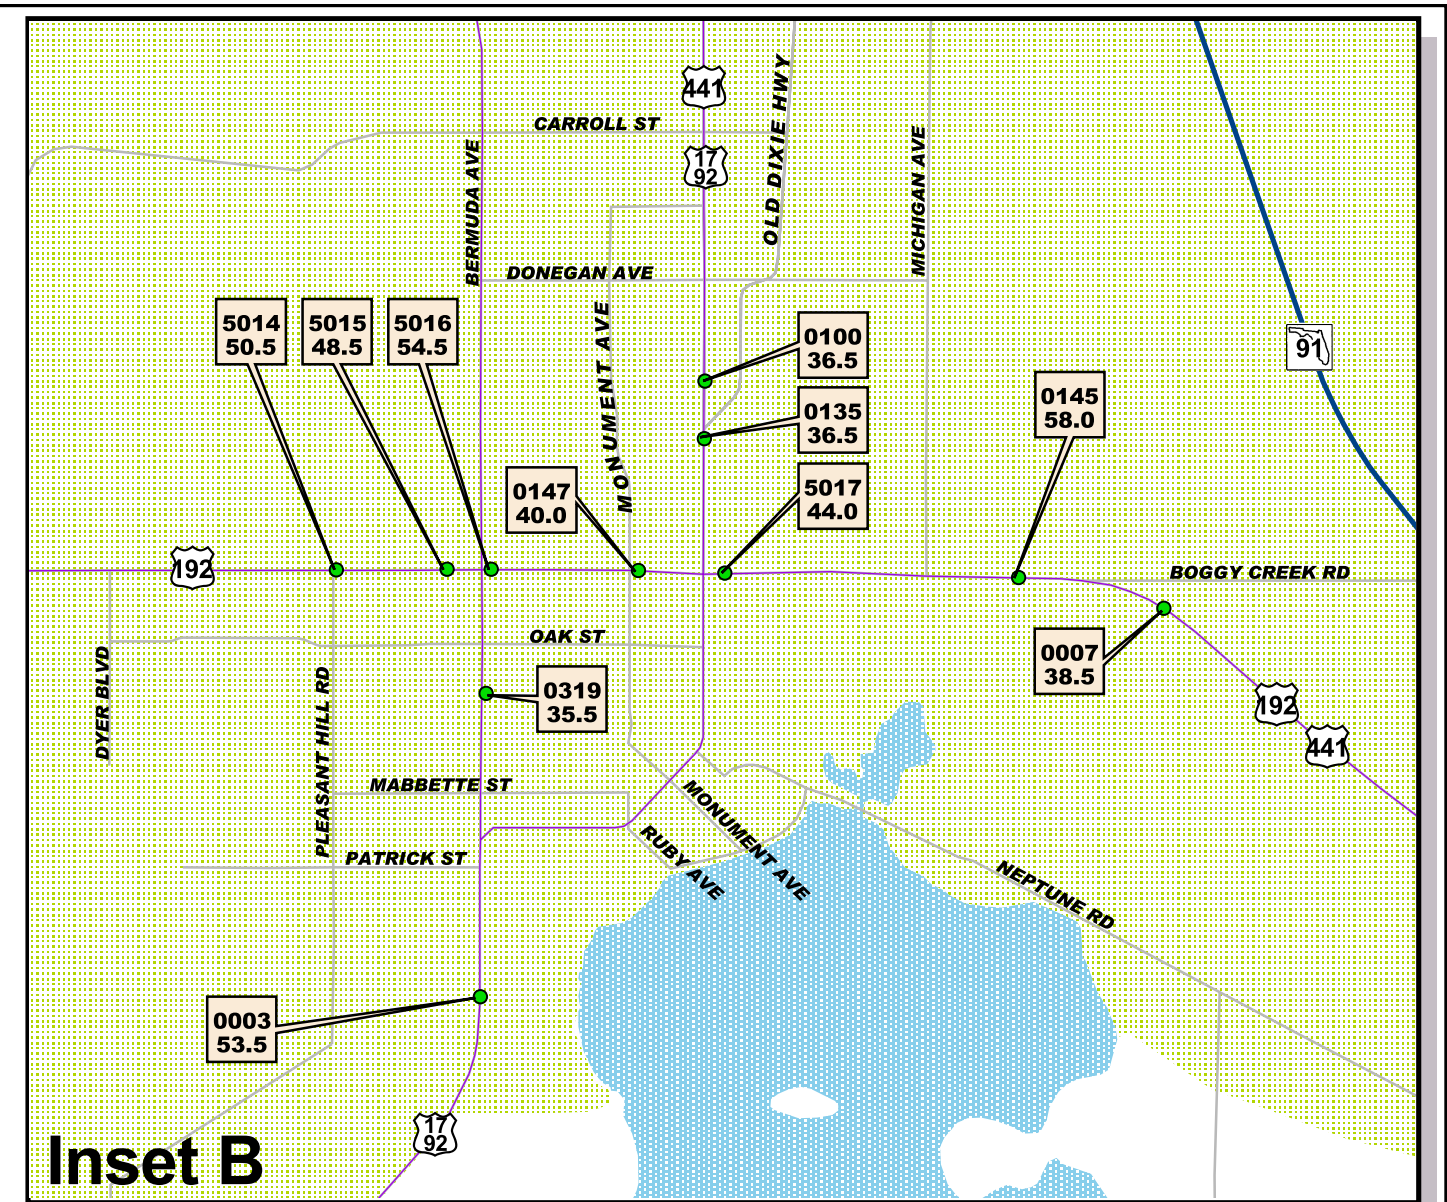 441
CARROLL ST
17
92
OLD DIXIE HWY
BERMUDA AVE
MICHIGAN AVE
DONEGAN AVE
MONUMENT AVE
5014
50.5
5015
48.5
5016
54.5
0100
36.5
91
0135
36.5
0145
58.0
0147
40.0
5017
44.0
192
BOGGY CREEK RD
OAK ST
DYER BLVD
PLEASANT HILL RD
0319
35.5
0007
38.5
192
441
MABBETTE ST
MONUMENT AVE
RUBY AVE
PATRICK ST
NEPTUNE RD
0003
53.5
17
92
Inset B